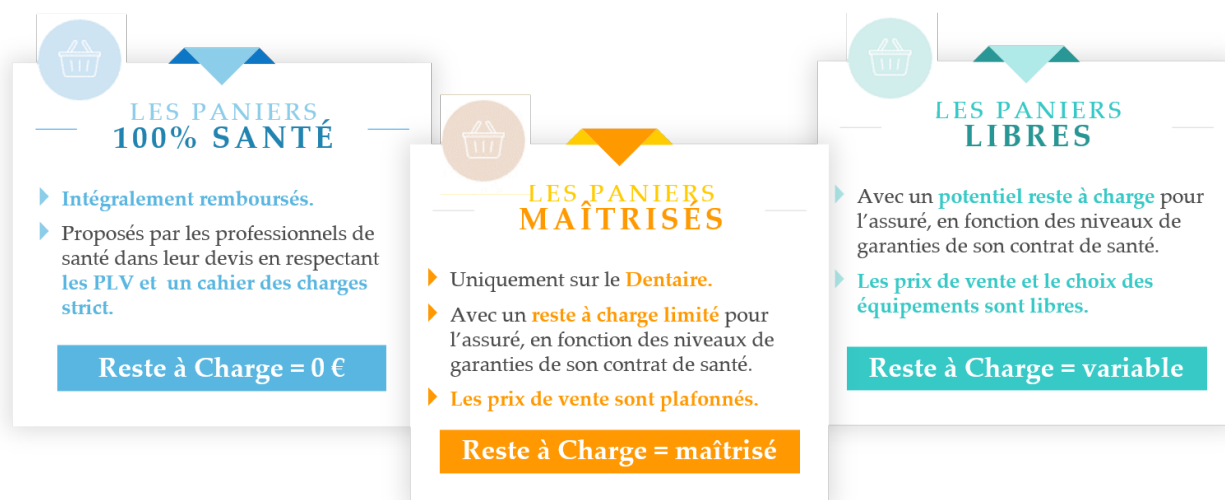 LES PANIERS
100% SANTÉ
Intégralement remboursés.
Proposés par les professionnels de
santé dans leur devis en respectant
les PLV et un cahier des charges
strict.
Reste à Charge = 0 €
LES PANIERS
MAÎTRISÉS
Uniquement sur le Dentaire.
Avec un reste à charge limité pour
l’assuré, en fonction des niveaux de
garanties de son contrat de santé.
Les prix de vente sont plafonnés.
Reste à Charge = maîtrisé
LES PANIERS
LIBRES
Avec un potentiel reste à charge pour
l’assuré, en fonction des niveaux de
garanties de son contrat de santé.
Les prix de vente et le choix des
équipements sont libres.
Reste à Charge = variable